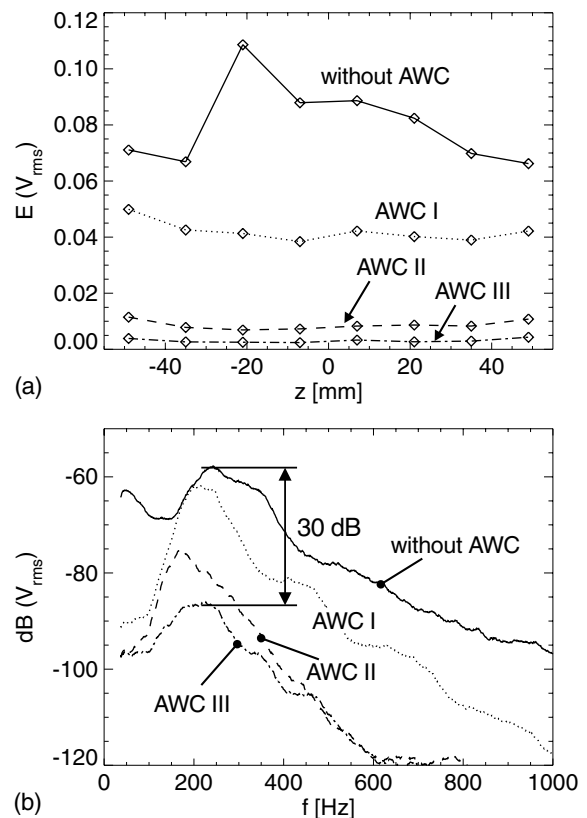 0.12
0.10
0.08
0.06
0.04
0.02
0.00
E (Vrms)
without AWC
AWC I
AWC II
AWC III
-40 -20 0 20 40
z [mm]
(a)
-60
-80
-100
-120
dB (Vrms)
30 dB
without AWC
AWC I
AWC II
AWC III
0 200 400 600 800 1000
f [Hz]
(b)